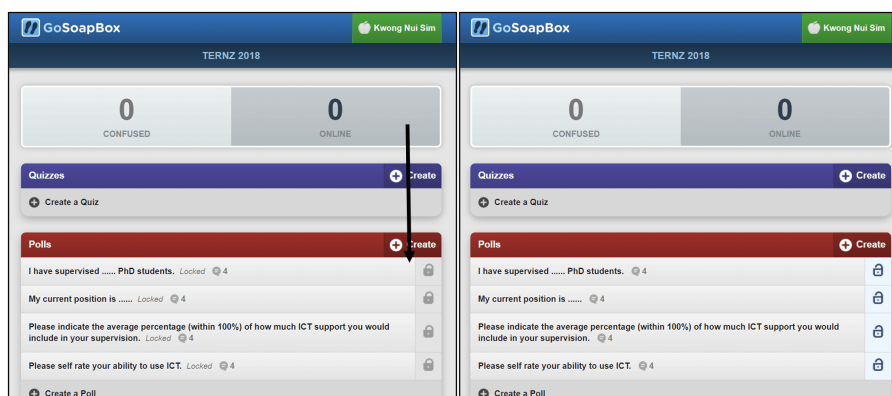 GoSoapBox
Kwong Nui Sim
TERNZ 2018
0
CONFUSED
0
ONLINE
Quizzes
Create
Create a Quiz
Polls
Create
I have supervised ...... PhD students. Locked 4
My current position is ...... Locked 4
Please indicate the average percentage (within 100%) of how much ICT support you would
include in your supervision. Locked 4
Please self rate your ability to use ICT. Locked 4
Create a Poll
GoSoapBox
Kwong Nui Sim
TERNZ 2018
0
CONFUSED
0
ONLINE
Quizzes
Create
Create a Quiz
Polls
Create
I have supervised ...... PhD students. 4
My current position is ...... 4
Please indicate the average percentage (within 100%) of how much ICT support you would
include in your supervision. 4
Please self rate your ability to use ICT. 4
Create a Poll